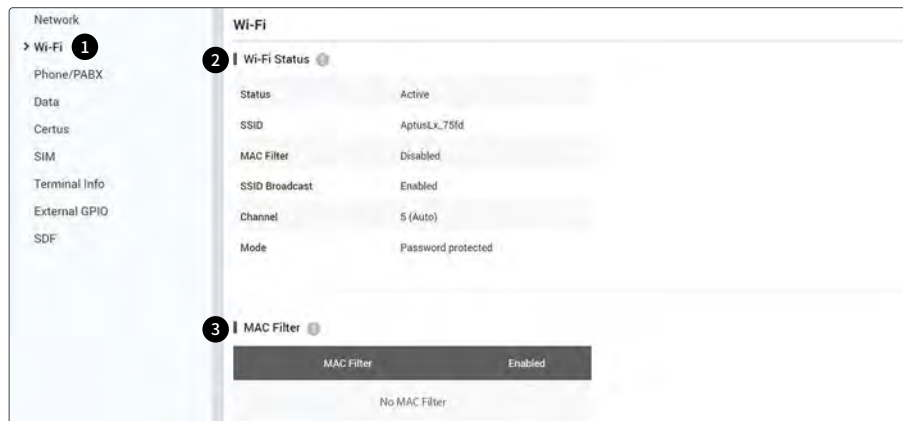 Network
> Wi-Fi 1
Phone/PABX
Data
Certus
SIM
Terminal Info
External GPIO
SDF
Wi-Fi
2 Wi-Fi Status
Status Active
SSID AptusLx_75fd
MAC Filter Disabled
SSID Broadcast Enabled
Channel 5 (Auto)
Mode Password protected
3 MAC Filter
MAC Filter Enabled
No MAC Filter